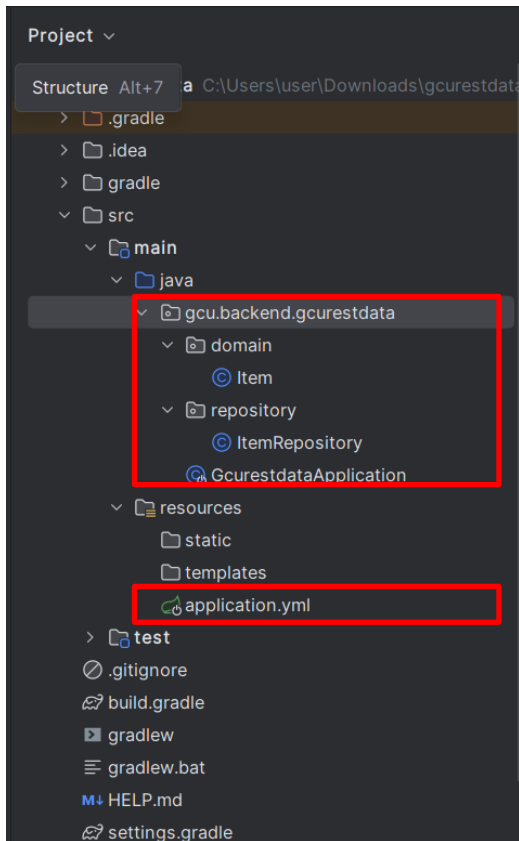 Project
Structure Alt+7 a C:\Users\user\Downloads\gcurestdata
.gradle
.idea
gradle
src
main
java
gcu.backend.gcurestdata
domain
C Item
repository
C ItemRepository
C GcurestdataApplication
resources
static
templates
application.yml
test
.gitignore
build.gradle
gradlew
gradlew.bat
M↓ HELP.md
settings.gradle